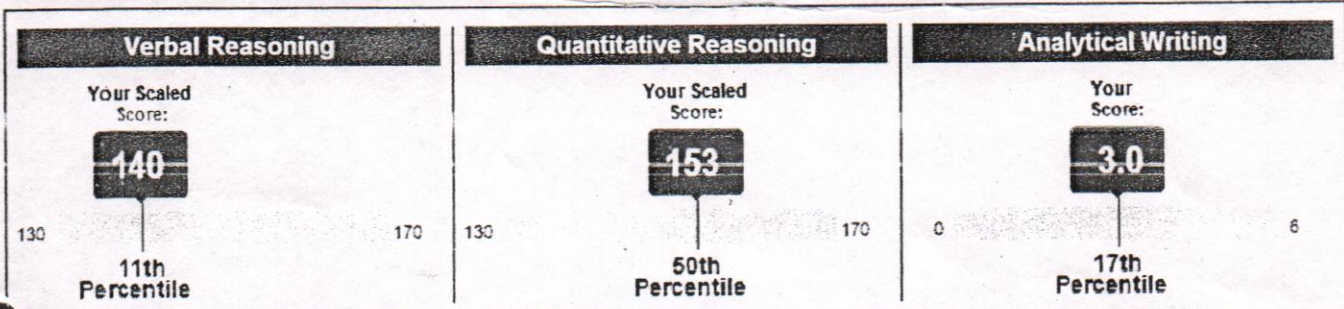 Verbal Reasoning
Your Scaled
Score:
140
130
170
11th
Percentile
Quantitative Reasoning
Your Scaled
Score:
153
130
170
50th
Percentile
Analytical Writing
Your
Score:
3.0
0
6
17th
Percentile